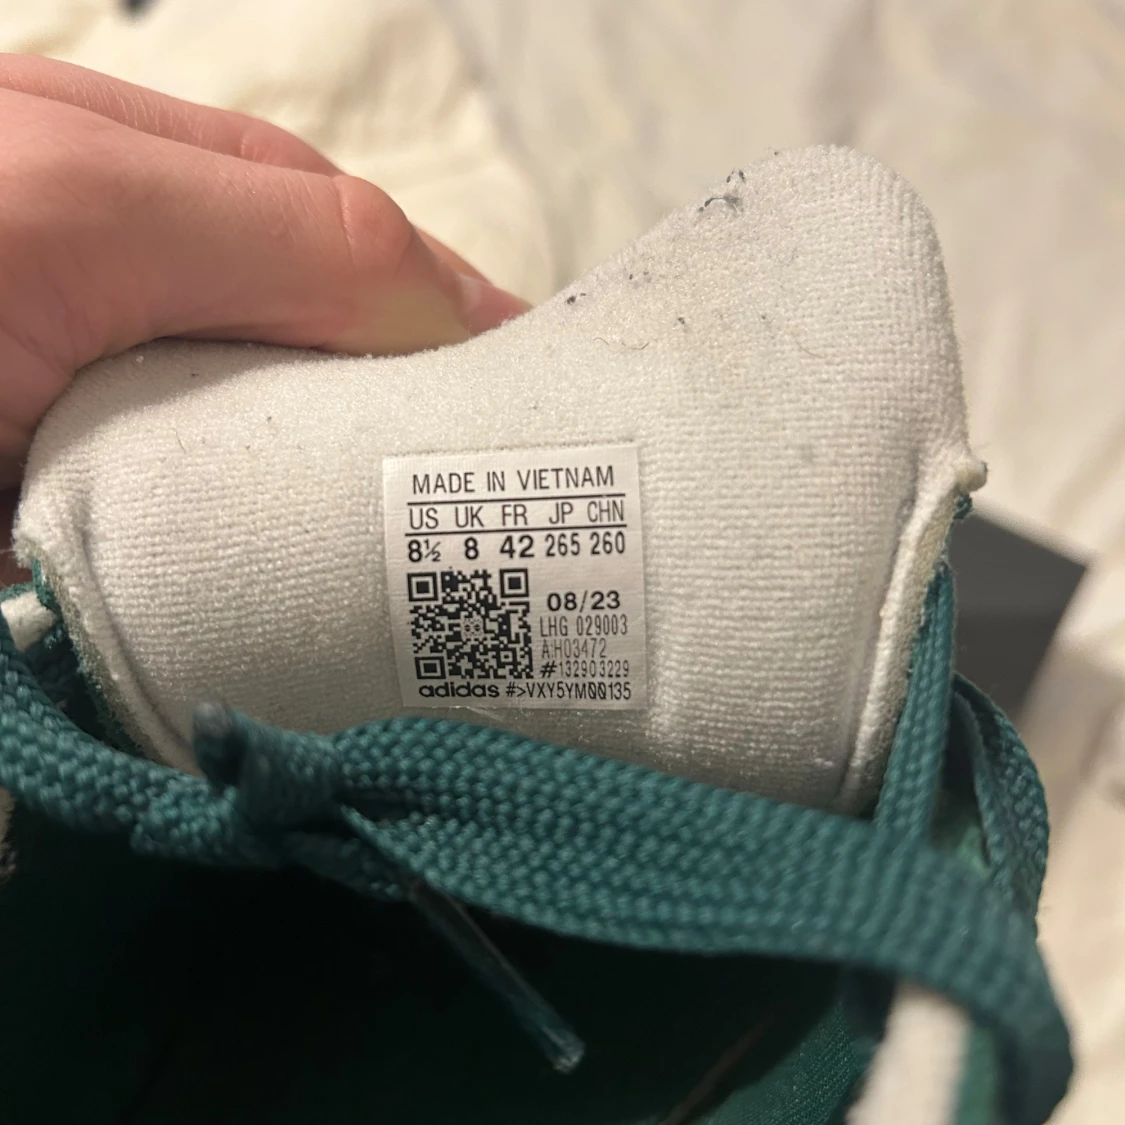 MADE IN VIETNAM
US UK FR JP CHN
8½ 8 42 265 260
08/23
LHG 029003
A:H03472
#132903229
adidas #>VXY5YMQQ135